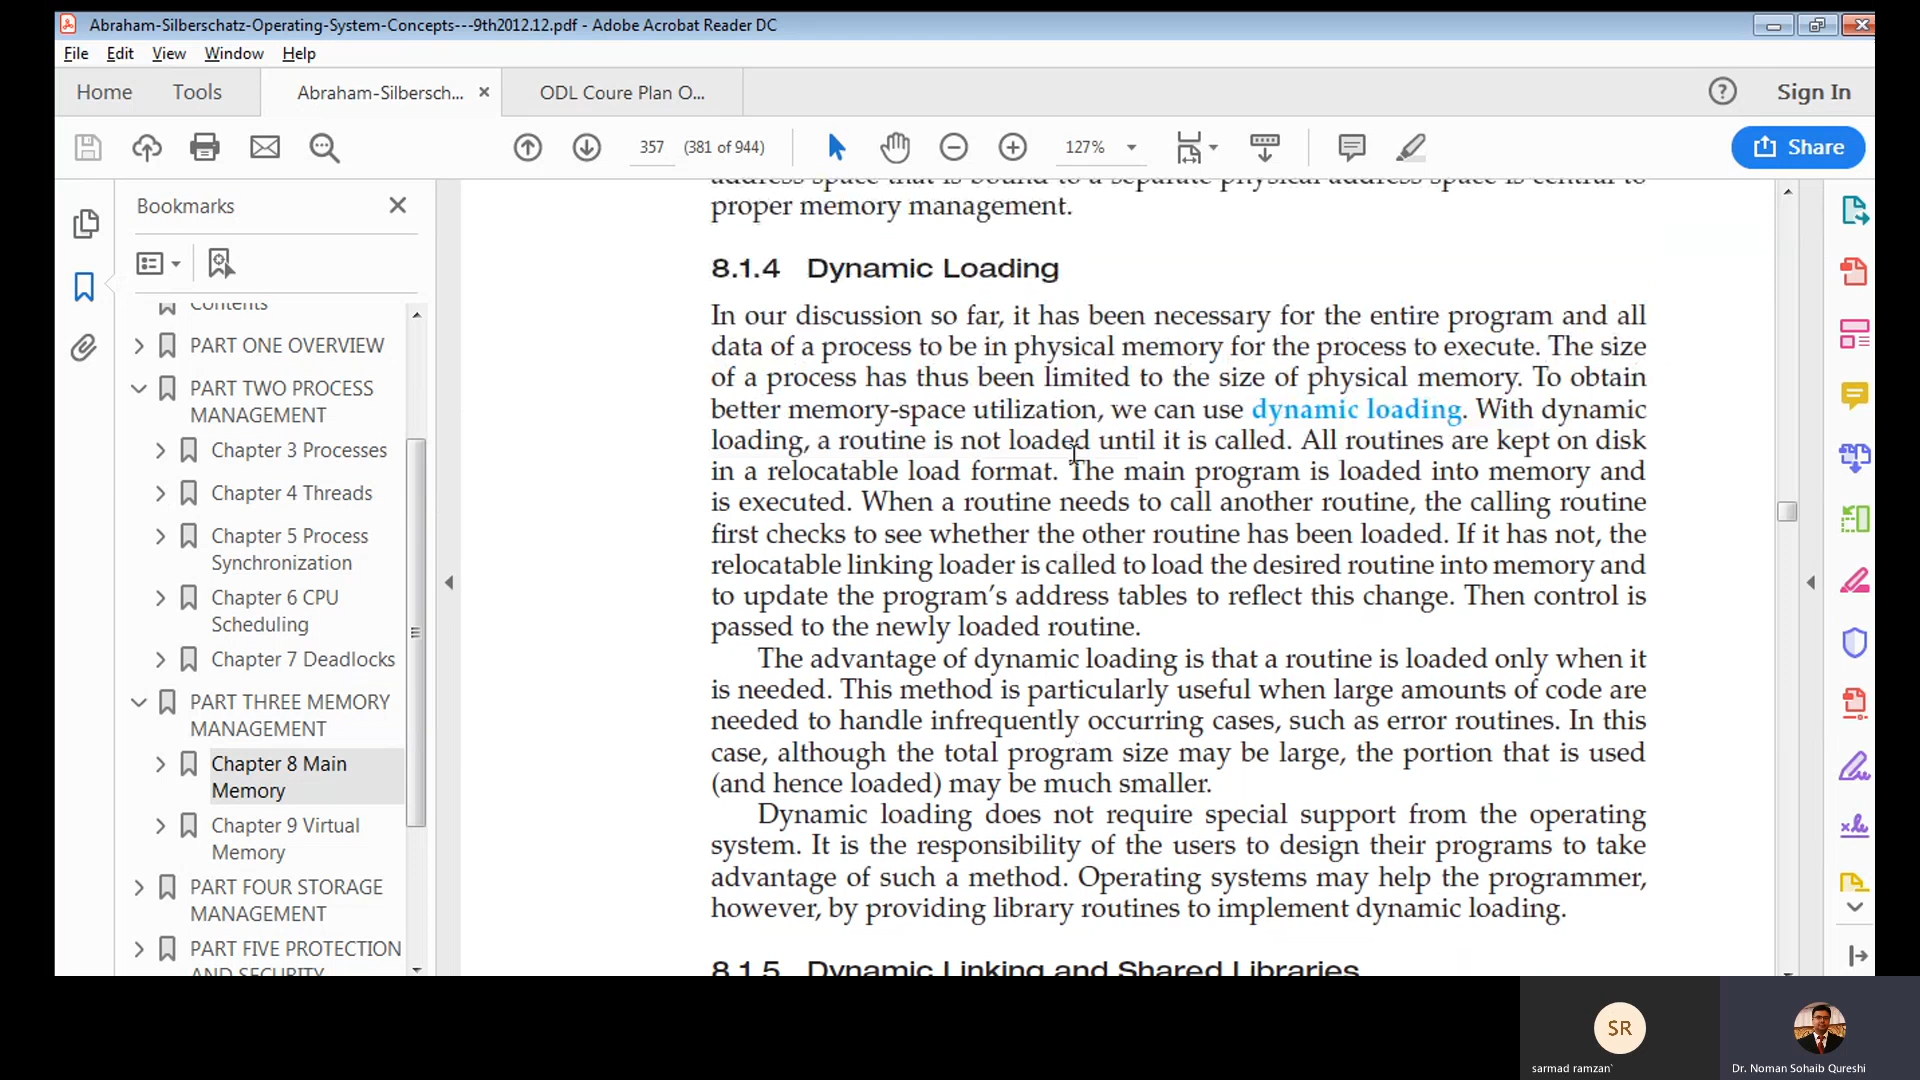 Abraham-Silberschatz-Operating-System-Concepts---9th2012.12.pdf - Adobe Acrobat Reader DC
File Edit View Window Help
Home Tools Abraham-Silbersch... ODL Coure Plan O... Sign In
357 (381 of 944) 127% Share
Bookmarks
Contents
PART ONE OVERVIEW
PART TWO PROCESS
MANAGEMENT
Chapter 3 Processes
Chapter 4 Threads
Chapter 5 Process
Synchronization
Chapter 6 CPU
Scheduling
Chapter 7 Deadlocks
PART THREE MEMORY
MANAGEMENT
Chapter 8 Main
Memory
Chapter 9 Virtual
Memory
PART FOUR STORAGE
MANAGEMENT
PART FIVE PROTECTION
AND SECURITY
address space that is bound to a separate physical address space is central to
proper memory management.
8.1.4 Dynamic Loading
In our discussion so far, it has been necessary for the entire program and all
data of a process to be in physical memory for the process to execute. The size
of a process has thus been limited to the size of physical memory. To obtain
better memory-space utilization, we can use dynamic loading. With dynamic
loading, a routine is not loaded until it is called. All routines are kept on disk
in a relocatable load format. The main program is loaded into memory and
is executed. When a routine needs to call another routine, the calling routine
first checks to see whether the other routine has been loaded. If it has not, the
relocatable linking loader is called to load the desired routine into memory and
to update the program's address tables to reflect this change. Then control is
passed to the newly loaded routine.
The advantage of dynamic loading is that a routine is loaded only when it
is needed. This method is particularly useful when large amounts of code are
needed to handle infrequently occurring cases, such as error routines. In this
case, although the total program size may be large, the portion that is used
(and hence loaded) may be much smaller.
Dynamic loading does not require special support from the operating
system. It is the responsibility of the users to design their programs to take
advantage of such a method. Operating systems may help the programmer,
however, by providing library routines to implement dynamic loading.
8.1.5 Dynamic Linking and Shared Libraries
SR
sarmad ramzan`
Dr. Noman Sohaib Qureshi